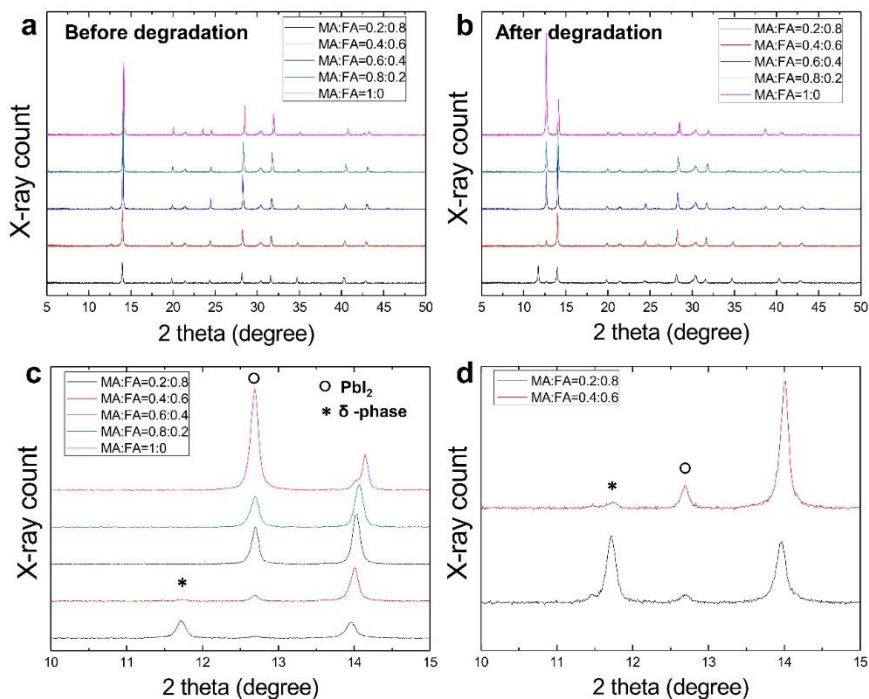 a
Before degradation
MA:FA=0.2:0.8
MA:FA=0.4:0.6
MA:FA=0.6:0.4
MA:FA=0.8:0.2
MA:FA=1:0
X-ray count
5 10 15 20 25 30 35 40 45 50
2 theta (degree)
b
After degradation
MA:FA=0.2:0.8
MA:FA=0.4:0.6
MA:FA=0.6:0.4
MA:FA=0.8:0.2
MA:FA=1:0
X-ray count
5 10 15 20 25 30 35 40 45 50
2 theta (degree)
c
MA:FA=0.2:0.8
MA:FA=0.4:0.6
MA:FA=0.6:0.4
MA:FA=0.8:0.2
MA:FA=1:0
O PbI₂
* δ -phase
O
*
X-ray count
10 11 12 13 14 15
2 theta (degree)
d
MA:FA=0.2:0.8
MA:FA=0.4:0.6
O
*
*
X-ray count
10 11 12 13 14 15
2 theta (degree)